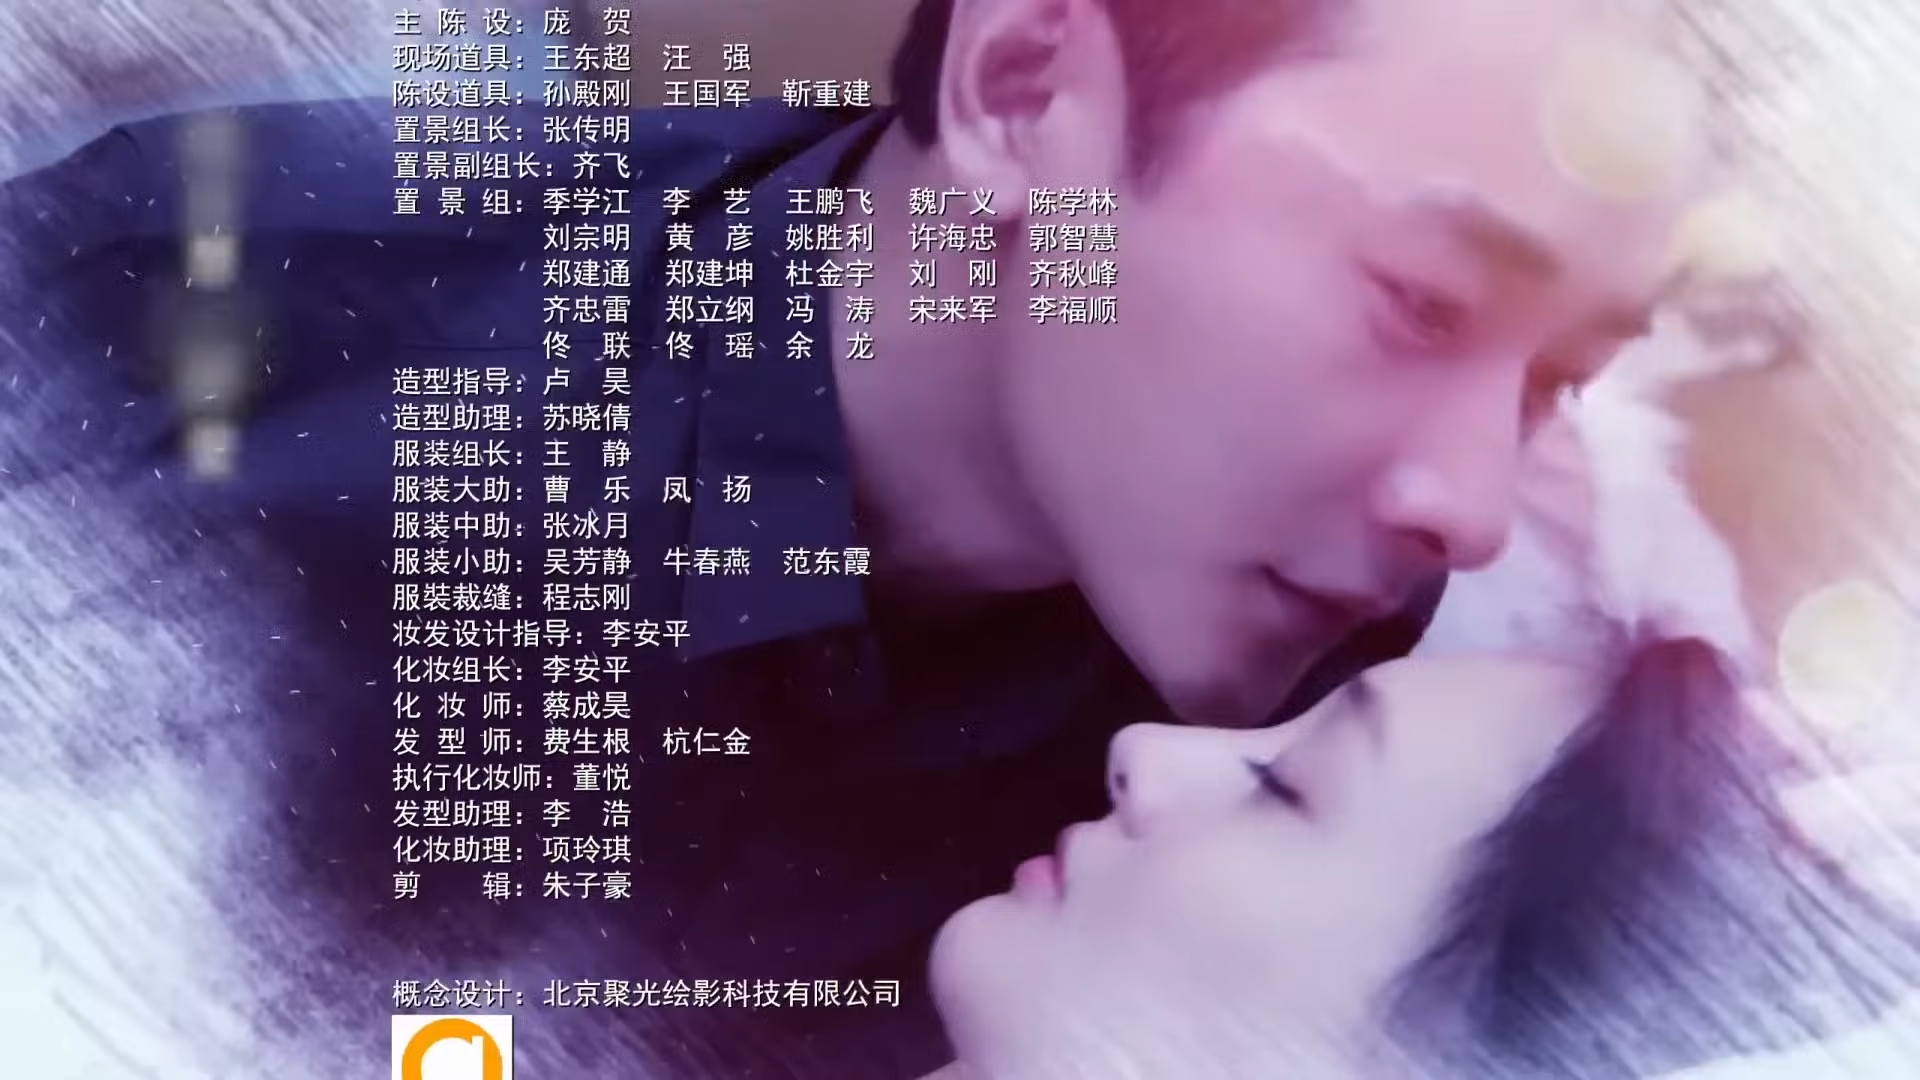 主 陈 设：庞 贺
现场道具：王东超 汪 强
陈设道具：孙殿刚 王国军 靳重建
置景组长：张传明
置景副组长：齐飞
置 景 组：季学江 李 艺 王鹏飞 魏广义 陈学林
刘宗明 黄 彦 姚胜利 许海忠 郭智慧
郑建通 郑建坤 杜金宇 刘 刚 齐秋峰
齐忠雷 郑立纲 冯 涛 宋来军 李福顺
佟 联 佟 瑶 余 龙
造型指导：卢 昊
造型助理：苏晓倩
服装组长：王 静
服装大助：曹 乐 凤 扬
服装中助：张冰月
服装小助：吴芳静 牛春燕 范东霞
服裝裁缝：程志刚
妆发设计指导：李安平
化妆组长：李安平
化 妆 师：蔡成昊
发 型 师：费生根 杭仁金
执行化妆师：董悦
发型助理：李 浩
化妆助理：项玲琪
剪 辑：朱子豪
概念设计：北京聚光绘影科技有限公司